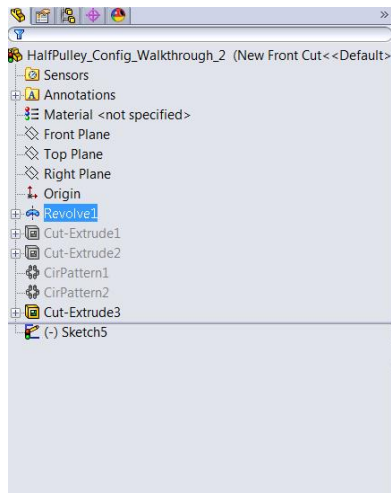 »
HalfPulley_Config_Walkthrough_2 (New Front Cut<<Default>
Sensors
A Annotations
Material <not specified>
Front Plane
Top Plane
Right Plane
Origin
Revolve1
Cut-Extrude1
Cut-Extrude2
CirPattern1
CirPattern2
Cut-Extrude3
(-) Sketch5